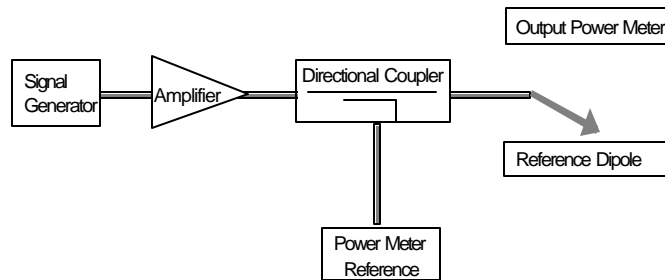 Output Power Meter
Signal
Generator
Amplifier
Directional Coupler
Reference Dipole
Power Meter
Reference